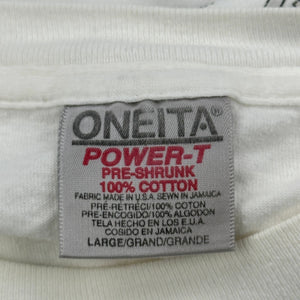 ONEITA®
POWER-T
PRE-SHRUNK
100% COTTON
FABRIC MADE IN U.S.A. SEWN IN JAMAICA
PRÉ-RETRÉCI/100% COTON
PRE-ENCOGIDO/100% ALGODON
TELA HECHO EN LOS E.U.A.
COSIDO EN JAMAICA
LARGE/GRAND/GRANDE